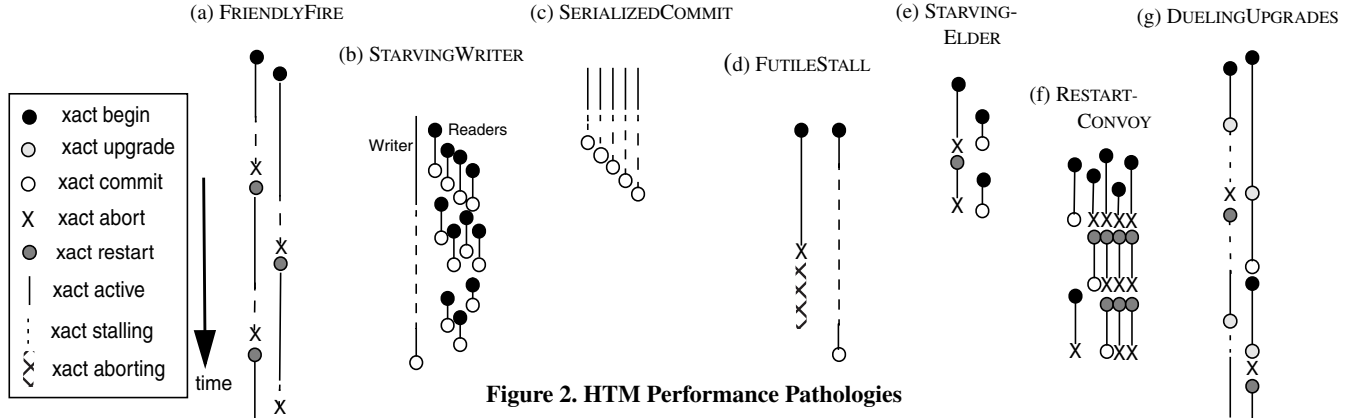 (a) FRIENDLYFIRE
(b) STARVINGWRITER
(c) SERIALIZEDCOMMIT
(d) FUTILESTALL
(e) STARVING-
ELDER
(f) RESTART-
CONVOY
(g) DUELINGUPGRADES
xact begin
xact upgrade
xact commit
X xact abort
xact restart
xact active
xact stalling
xact aborting
time
Writer
Readers
X
X
X
X
X
X
X
X X X X
X X X
X
X X
X
X
Figure 2. HTM Performance Pathologies